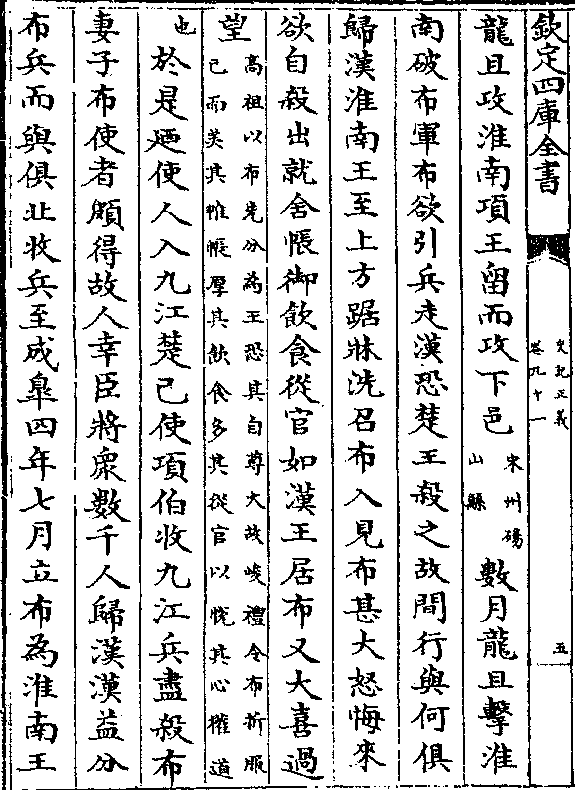 欽定四庫全書
史記正義
卷九十一
五
龍且攻淮南項王留而攻下邑宋州碭山縣數月龍且擊淮
南破布軍布欲引兵走漢恐楚王殺之故間行與何俱
歸漢淮南王至上方踞牀洗召布入見布甚大怒悔來
欲自殺出就舍帳御飲食從官如漢王居布又大喜過
望高祖以布先分為王恐其自尊大故峻禮令布折服
已而美其帷帳厚其飲食多其從官以悅其心權道
也於是廼使人入九江楚已使項伯收九江兵盡殺布
妻子布使者頗得故人幸臣將衆數千人歸漢漢益分
布兵而與俱北收兵至成臯四年七月立布為淮南王